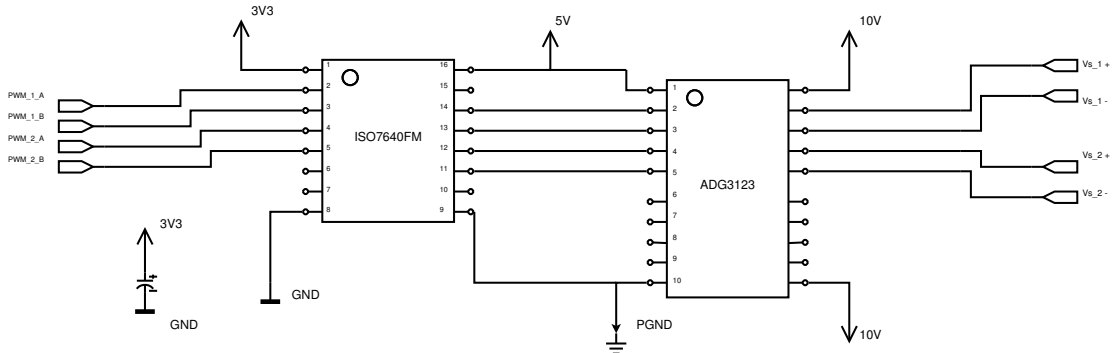 3V3
5V
10V
PWM_1_A
PWM_1_B
PWM_2_A
PWM_2_B
1
2
3
4
5
6
7
8
ISO7640FM
16
15
14
13
12
11
10
9
1
2
3
4
5
6
7
8
9
10
ADG3123
Vs_1 +
Vs_1 -
Vs_2 +
Vs_2 -
3V3
GND
GND
PGND
10V